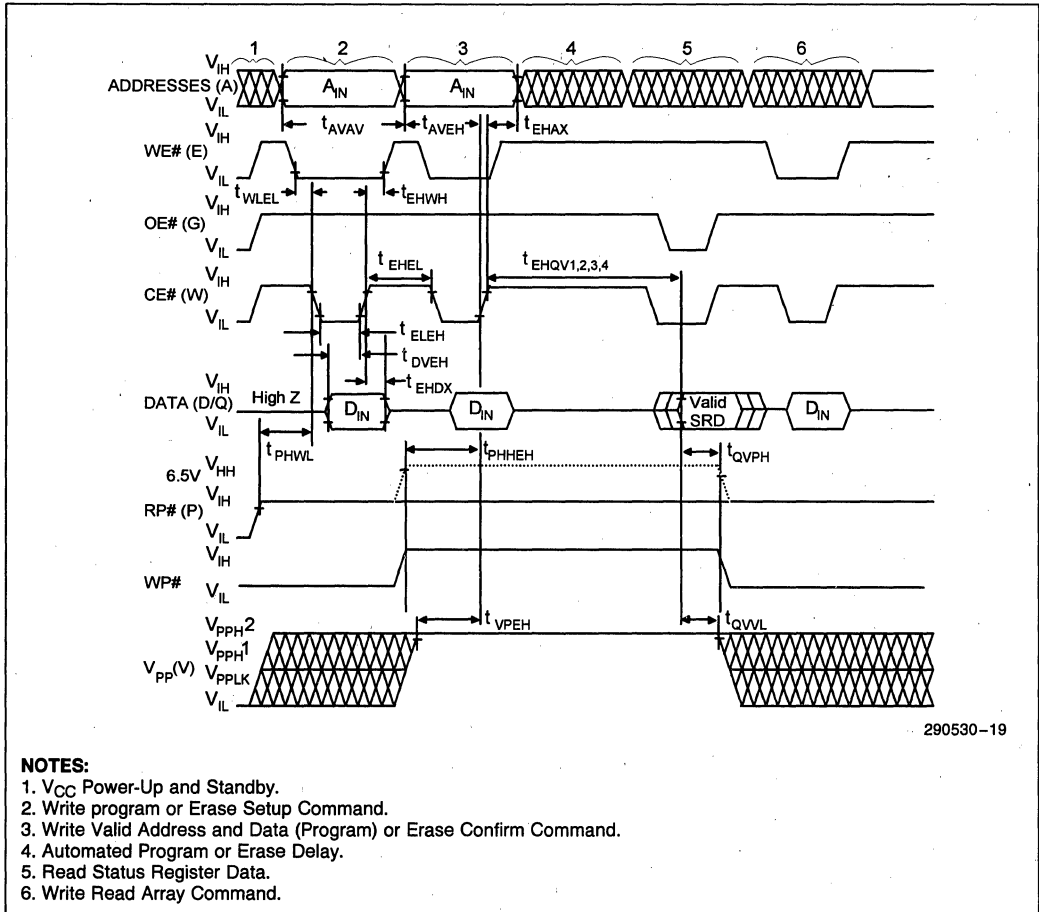 1 2 3 4 5 6
V_IH
ADDRESSES (A) A_IN A_IN
V_IL
t_AVAV t_AVEH t_EHAX
V_IH
WE# (E)
V_IL
t_WLEL t_EHWH
V_IH
OE# (G)
V_IL
t_EHEL t_EHQV1,2,3,4
V_IH
CE# (W)
V_IL
t_ELEH
t_DVEH
t_EHDX
V_IH
High Z
DATA (D/Q) D_IN D_IN Valid SRD D_IN
V_IL
t_PHWL t_PHHEH t_QVPH
6.5V V_HH
V_IH
RP# (P)
V_IL
V_IH
WP#
V_IL
t_VPEH t_QVVL
V_PPH2
V_PPH1
V_PP(V) V_PPLK
V_IL
290530-19
NOTES:
1. V_CC Power-Up and Standby.
2. Write program or Erase Setup Command.
3. Write Valid Address and Data (Program) or Erase Confirm Command.
4. Automated Program or Erase Delay.
5. Read Status Register Data.
6. Write Read Array Command.